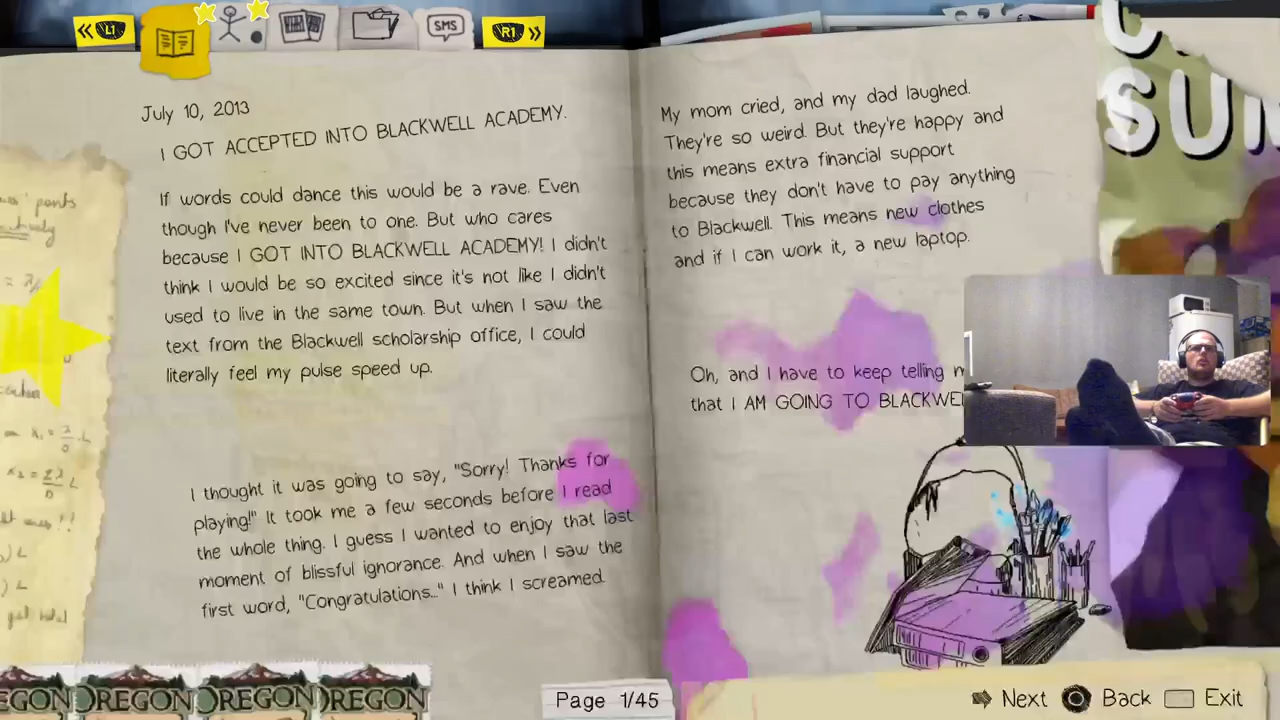 L1
SMS
R1
July 10, 2013
I GOT ACCEPTED INTO BLACKWELL ACADEMY.
If words could dance this would be a rave. Even
though I've never been to one. But who cares
because I GOT INTO BLACKWELL ACADEMY! I didn't
think I would be so excited since it's not like I didn't
used to live in the same town. But when I saw the
text from the Blackwell scholarship office, I could
literally feel my pulse speed up.
I thought it was going to say, "Sorry! Thanks for
playing!" It took me a few seconds before I read
the whole thing. I guess I wanted to enjoy that last
moment of blissful ignorance. And when I saw the
first word, "Congratulations..." I think I screamed.
My mom cried, and my dad laughed.
They're so weird. But they're happy and
this means extra financial support
because they don't have to pay anything
to Blackwell. This means new clothes
and if I can work it, a new laptop.
Oh, and I have to keep telling
that I AM GOING TO
SU
EGON OREGON OREGON OREGON
Page 1/45
Next Back Exit